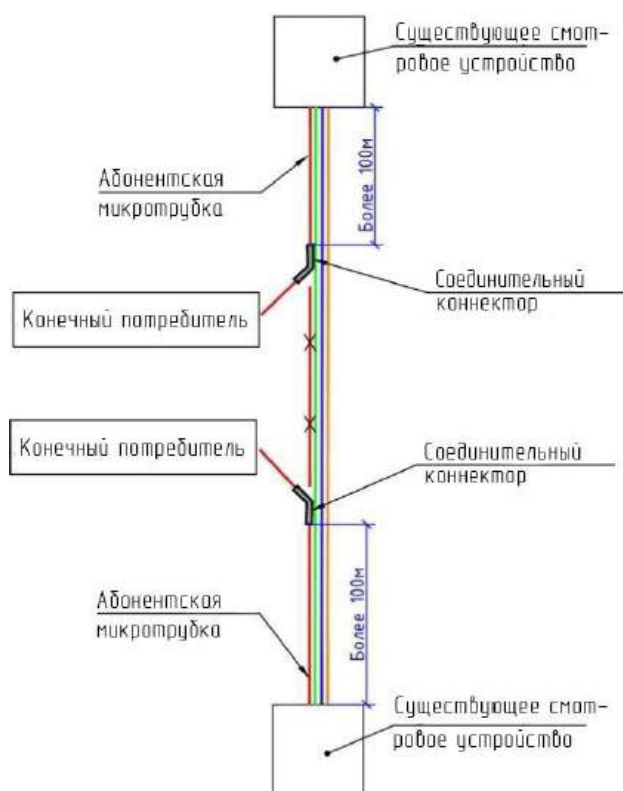 Существующее смот-
ровое устройство
Более 100м
Абонентская
микротрубка
Соединительный
коннектор
Конечный потребитель
Конечный потребитель
Соединительный
коннектор
Более 100м
Абонентская
микротрубка
Существующее смот-
ровое устройство